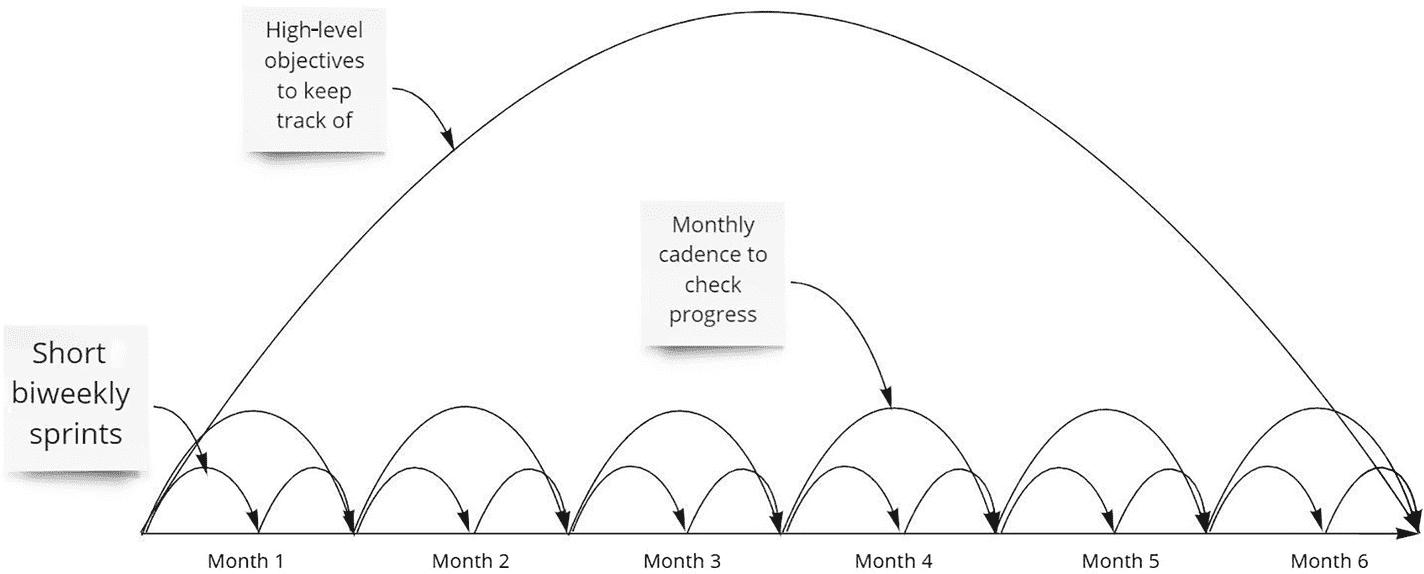 High-level
objectives
to keep
track of
Monthly
cadence to
check
progress
Short
biweekly
sprints
Month 1
Month 2
Month 3
Month 4
Month 5
Month 6